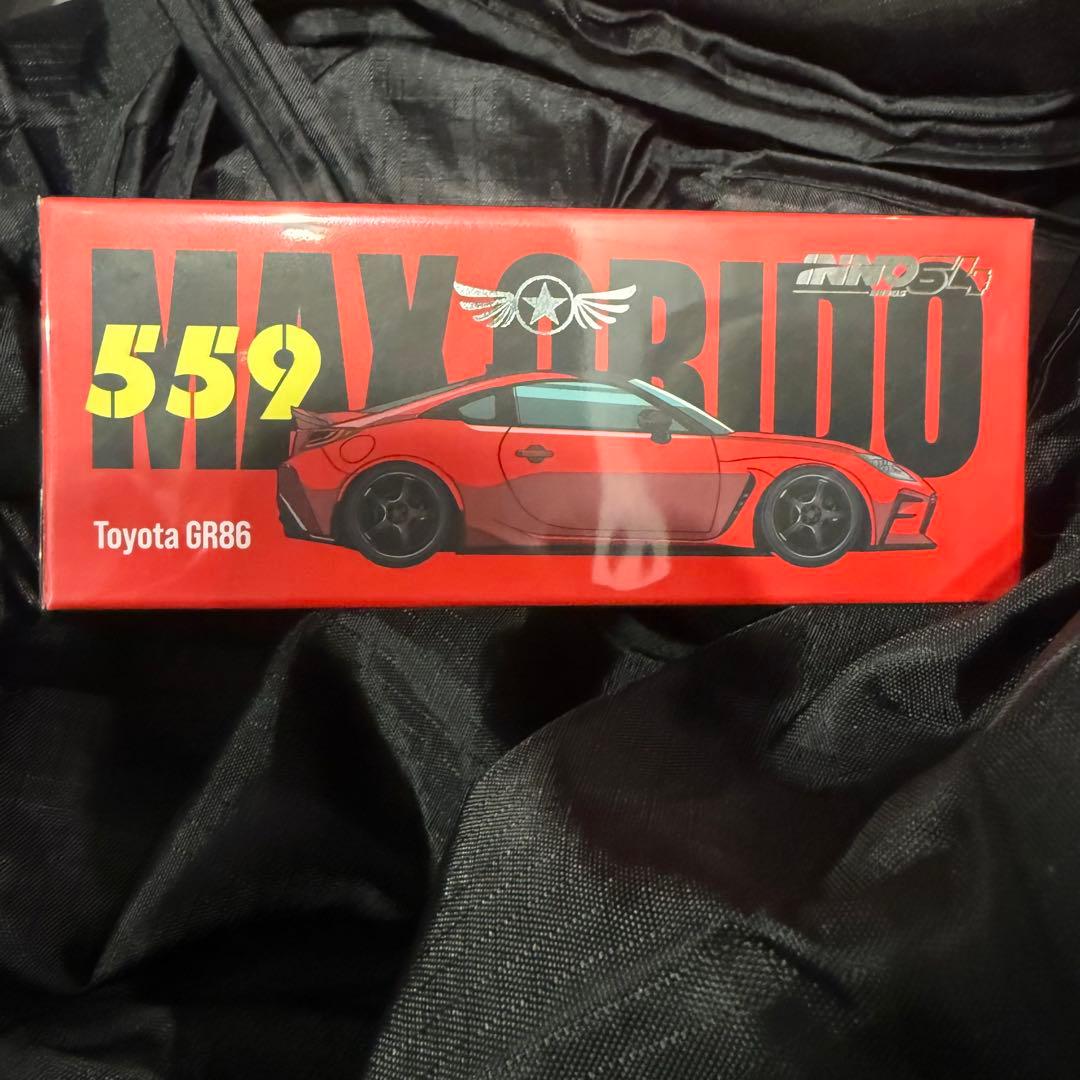 MAX ORIDO
INNO64
559
Toyota GR86